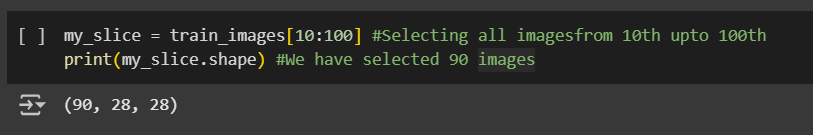 [ ] my_slice = train_images[10:100] #Selecting all imagesfrom 10th upto 100th
print(my_slice.shape) #We have selected 90 images
(90, 28, 28)